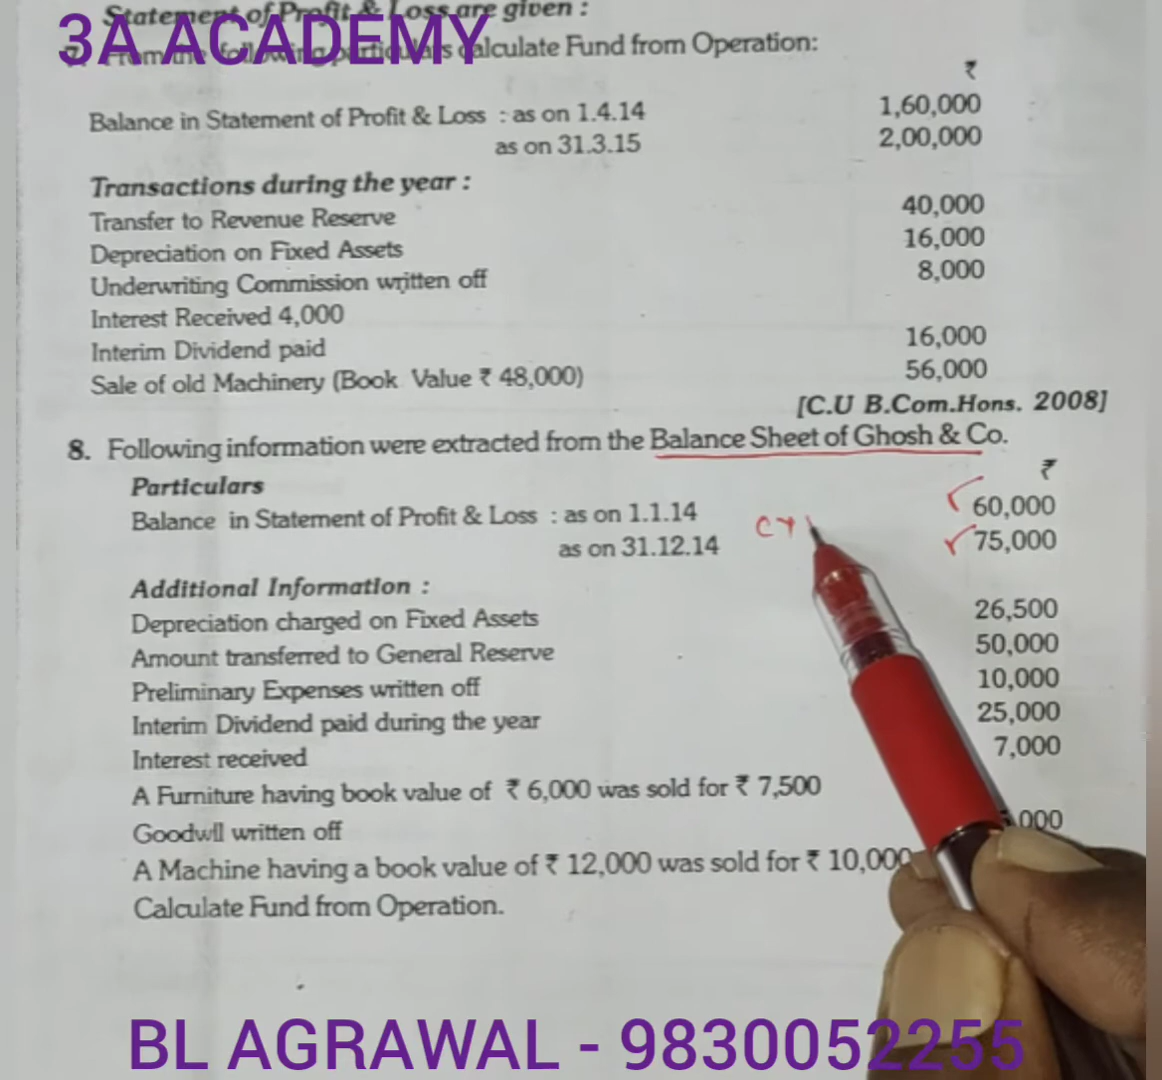 Statement of Profit & Loss are given :
3A ACADEMY
calculate Fund from Operation:
₹
Balance in Statement of Profit & Loss : as on 1.4.14 1,60,000
as on 31.3.15 2,00,000
Transactions during the year :
Transfer to Revenue Reserve 40,000
Depreciation on Fixed Assets 16,000
Underwriting Commission written off 8,000
Interest Received 4,000
Interim Dividend paid 16,000
Sale of old Machinery (Book Value ₹ 48,000) 56,000
[C.U B.Com.Hons. 2008]
8. Following information were extracted from the Balance Sheet of Ghosh & Co.
Particulars ₹
Balance in Statement of Profit & Loss : as on 1.1.14 60,000
CY
as on 31.12.14 75,000
Additional Information :
Depreciation charged on Fixed Assets 26,500
Amount transferred to General Reserve 50,000
Preliminary Expenses written off 10,000
Interim Dividend paid during the year 25,000
Interest received 7,000
A Furniture having book value of ₹ 6,000 was sold for ₹ 7,500
Goodwill written off 000
A Machine having a book value of ₹ 12,000 was sold for ₹ 10,000
Calculate Fund from Operation.
BL AGRAWAL - 9830052255